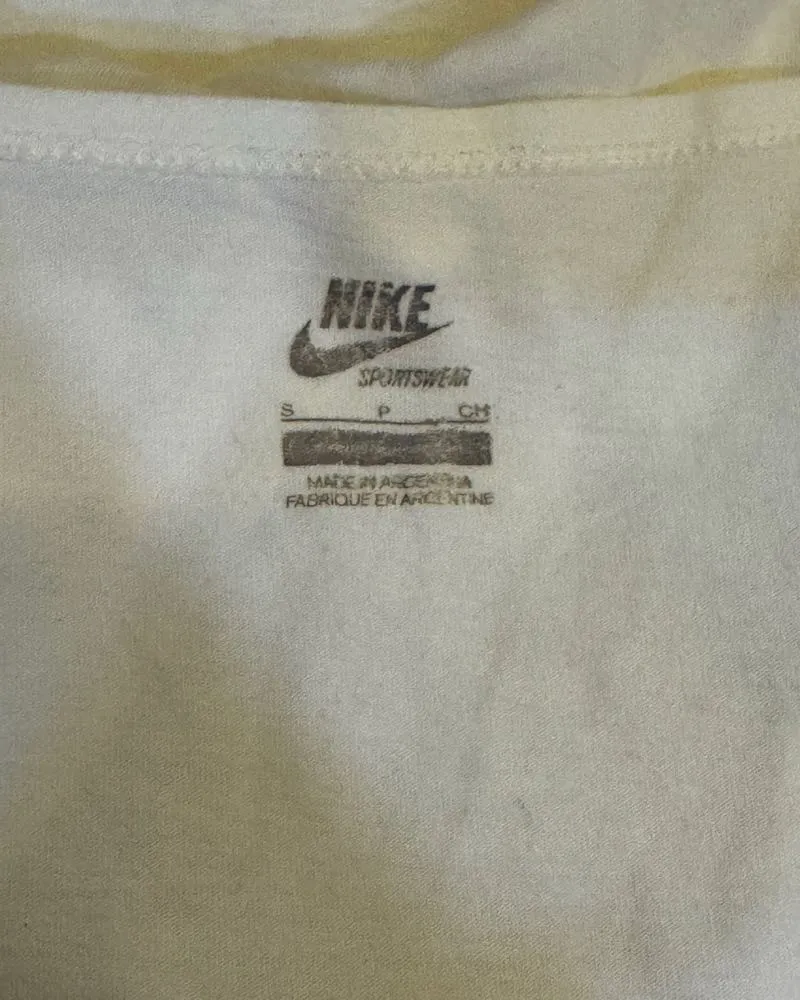 NIKE
SPORTSWEAR
S P CH
MADE IN ARGENTINA
FABRIQUE EN ARGENTINE